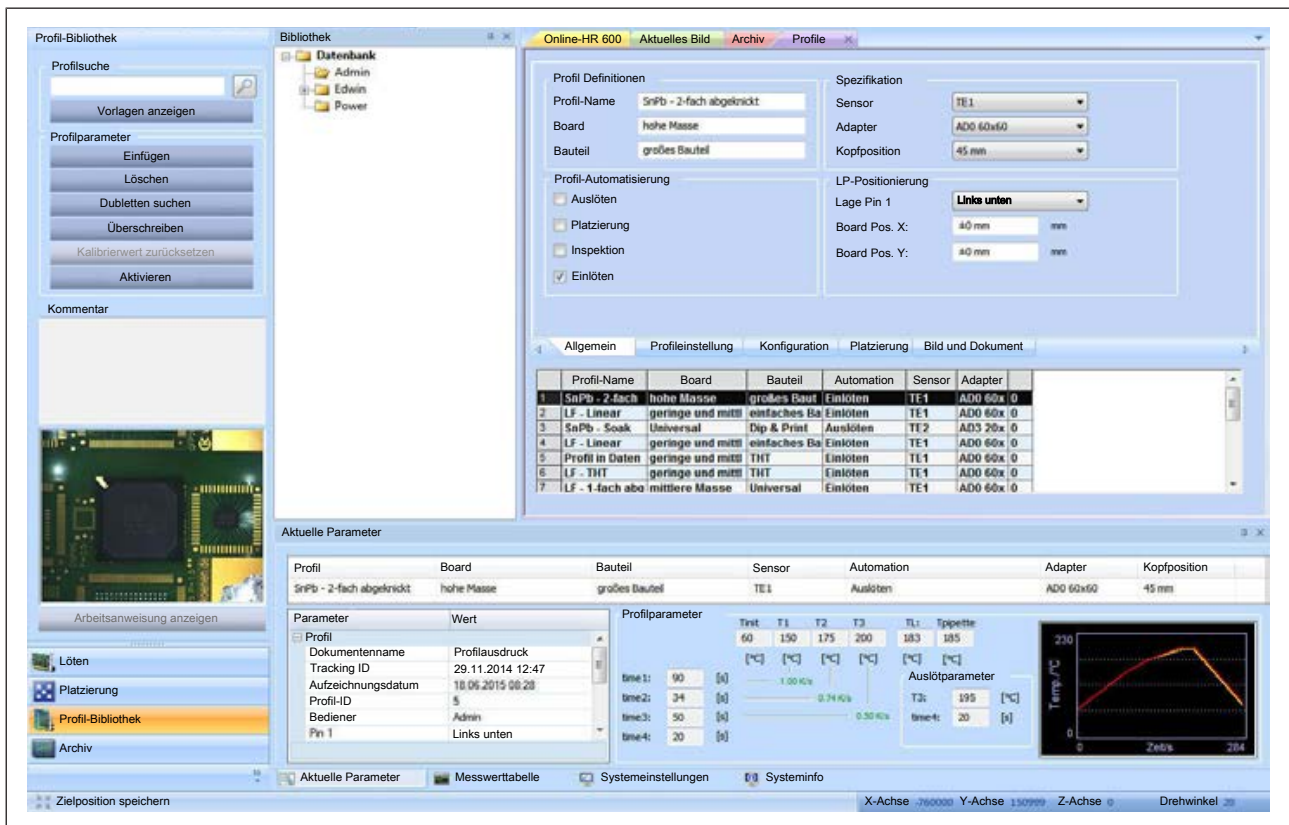 Profil-Bibliothek
Profilsuche
Vorlagen anzeigen
Profilparameter
Einfügen
Löschen
Dubletten suchen
Überschreiben
Kalibrierwert zurücksetzen
Aktivieren
Kommentar
Arbeitsanweisung anzeigen
Löten
Platzierung
Profil-Bibliothek
Archiv
Bibliothek
Datenbank
Admin
Edwin
Power
Online-HR 600 Aktuelles Bild Archiv Profile
Profil Definitionen
Profil-Name SnPb - 2-fach abgeknickt
Board hohe Masse
Bauteil großes Bauteil
Spezifikation
Sensor TE1
Adapter AD0 60x60
Kopfposition 45 mm
Profil-Automatisierung
Auslöten
Platzierung
Inspektion
Einlöten
LP-Positionierung
Lage Pin 1 Links unten
Board Pos. X: 40 mm mm
Board Pos. Y: 40 mm mm
Allgemein Profileinstellung Konfiguration Platzierung Bild und Dokument
Profil-Name Board Bauteil Automation Sensor Adapter
1 SnPb - 2-fach hohe Masse großes Baut Einlöten TE1 AD0 60x 0
2 LF - Linear geringe und mittl einfaches Ba Einlöten TE1 AD0 60x 0
3 SnPb - Soak Universal Dip & Print Auslöten TE2 AD3 20x 0
4 LF - Linear geringe und mittl einfaches Ba Einlöten TE1 AD0 60x 0
5 Profil in Daten geringe und mittl THT Einlöten TE1 AD0 60x 0
6 LF - THT geringe und mittl THT Einlöten TE1 AD0 60x 0
7 LF - 1-fach abg mittlere Masse Universal Einlöten TE1 AD0 60x 0
Aktuelle Parameter
Profil Board Bauteil Sensor Automation Adapter Kopfposition
SnPb - 2-fach abgeknickt hohe Masse großes Bauteil TE1 Auslöten AD0 60x60 45 mm
Parameter Wert
Profil
Dokumentenname Profilausdruck
Tracking ID 29.11.2014 12:47
Aufzeichnungsdatum 18.06.2015 08:28
Profil-ID 5
Bediener Admin
Pin 1 Links unten
Profilparameter
Tinit T1 T2 T3 TL: Tpipette
60 150 175 200 183 185
[°C] [°C] [°C] [°C] [°C] [°C]
time1: 90 [s] 1.00 K/s
time2: 34 [s] 0.74 K/s
time3: 50 [s] 0.50 K/s
time4: 20 [s]
Auslötparameter
T3: 195 [°C]
time4: 20 [s]
230
Temp./°C
0
0 Zeit/s 284
Aktuelle Parameter Messwerttabelle Systemeinstellungen Systeminfo
Zielposition speichern X-Achse -760000 Y-Achse 150999 Z-Achse 0 Drehwinkel